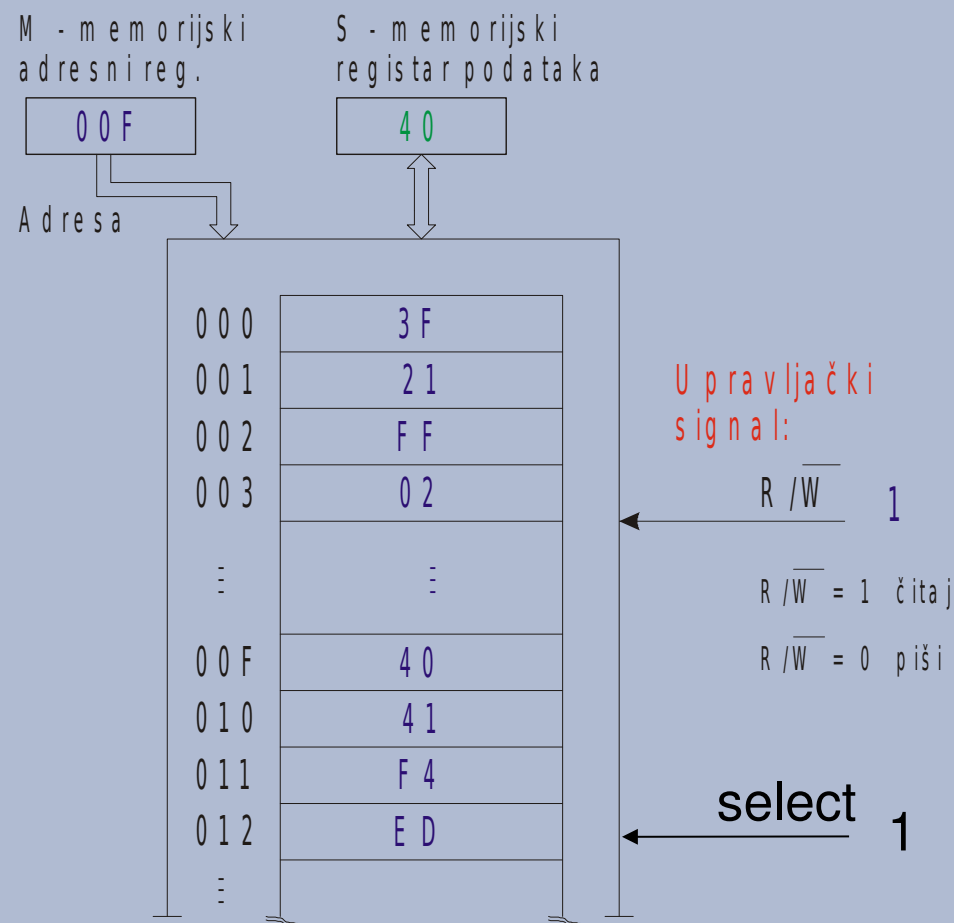 M - memorijski
adresni reg.
S - memorijski
registar podataka
00F
40
Adresa
000 3F
001 21
002 FF
003 02
⋮ ⋮
00F 40
010 41
011 F4
012 ED
⋮
Upravljački
signal:
R/W̅ 1
R/W̅ = 1 čitaj
R/W̅ = 0 piši
select 1